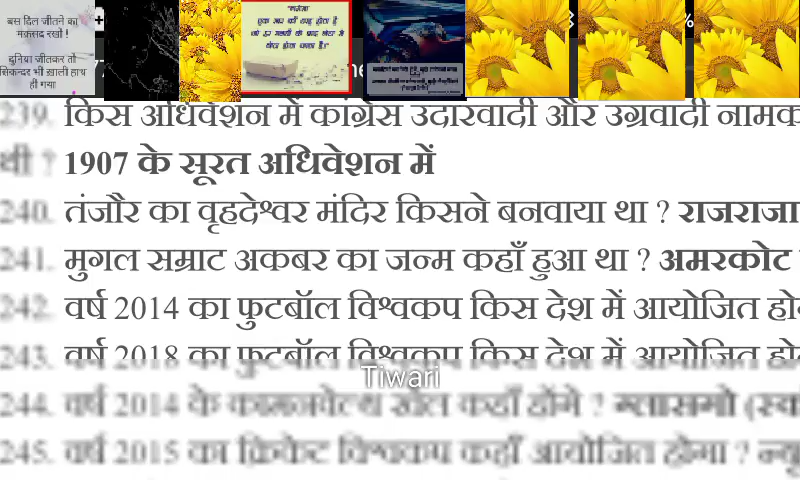 बस दिल जीतने का
मकसद रखो !
दुनिया जीतकर तो
सिकन्दर भी ख़ाली हाथ
ही गया
239. किस अधिवेशन में कांग्रेस उदारवादी और उग्रवादी नामक
थी ? 1907 के सूरत अधिवेशन में
240. तंजौर का वृहदेश्वर मंदिर किसने बनवाया था ? राजराजा
241. मुगल सम्राट अकबर का जन्म कहाँ हुआ था ? अमरकोट
242. वर्ष 2014 का फुटबॉल विश्वकप किस देश में आयोजित
243. वर्ष 2018 का फुटबॉल विश्वकप किस देश में आयोजित
Tiwari
244. वर्ष 2014 के कामनवेल्थ खेल कहाँ होंगे ? ग्लासगो
245. वर्ष 2015 का क्रिकेट विश्वकप कहाँ आयोजित होगा ?